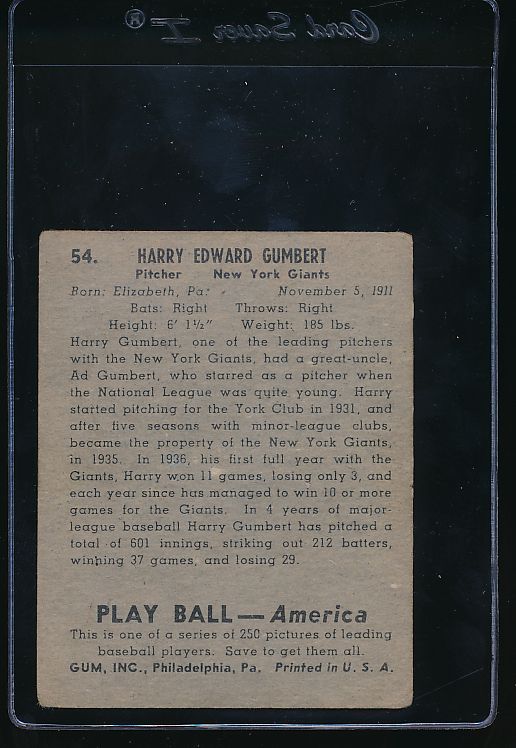 Card Saver I ®
54. HARRY EDWARD GUMBERT
Pitcher New York Giants
Born: Elizabeth, Pa. November 5, 1911
Bats: Right Throws: Right
Height: 6' 1½" Weight: 185 lbs.
Harry Gumbert, one of the leading pitchers
with the New York Giants, had a great-uncle,
Ad Gumbert, who starred as a pitcher when
the National League was quite young. Harry
started pitching for the York Club in 1931, and
after five seasons with minor-league clubs,
became the property of the New York Giants,
in 1935. In 1936, his first full year with the
Giants, Harry won 11 games, losing only 3, and
each year since has managed to win 10 or more
games for the Giants. In 4 years of major-
league baseball Harry Gumbert has pitched a
total of 601 innings, striking out 212 batters,
winning 37 games, and losing 29.
PLAY BALL — America
This is one of a series of 250 pictures of leading
baseball players. Save to get them all.
GUM, INC., Philadelphia, Pa. Printed in U. S. A.